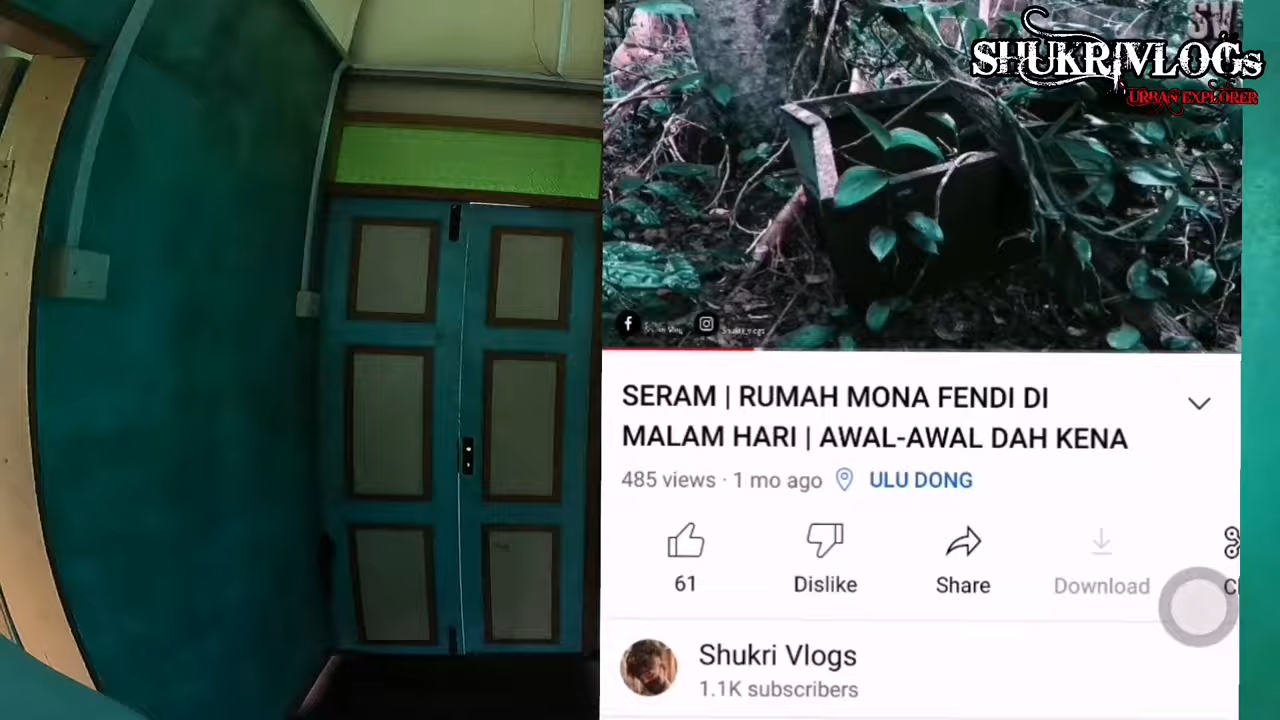 SHUKRIVLOGs
URBAN EXPLORER
SERAM | RUMAH MONA FENDI DI
MALAM HARI | AWAL-AWAL DAH KENA
485 views · 1 mo ago ULU DONG
61 Dislike Share Download
Shukri Vlogs
1.1K subscribers